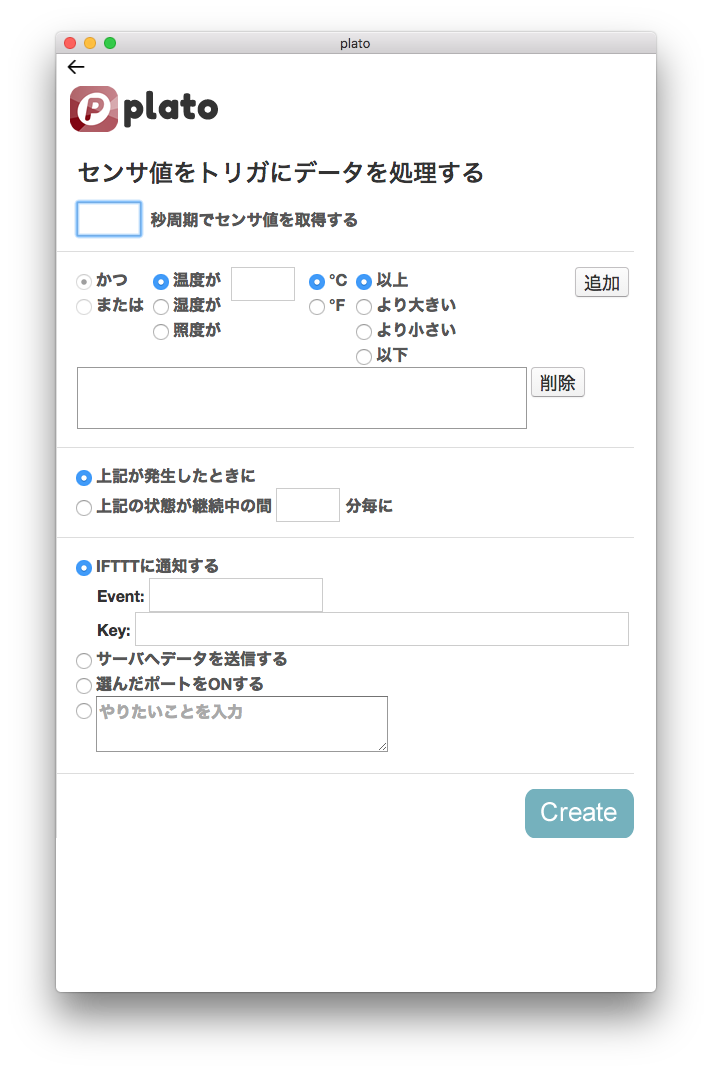 plato
plato
センサ値をトリガにデータを処理する
秒周期でセンサ値を取得する
かつ 温度が °C 以上 追加
または 湿度が °F より大きい
照度が より小さい
以下
削除
上記が発生したときに
上記の状態が継続中の間 分毎に
IFTTTに通知する
Event:
Key:
サーバへデータを送信する
選んだポートをONする
やりたいことを入力
Create